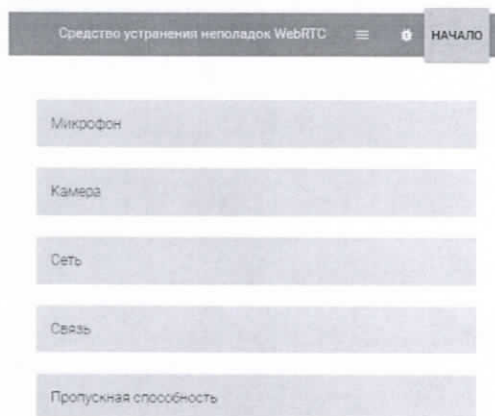 Средство устранения неполадок WebRTC
НАЧАЛО
Микрофон
Камера
Сеть
Связь
Пропускная способность